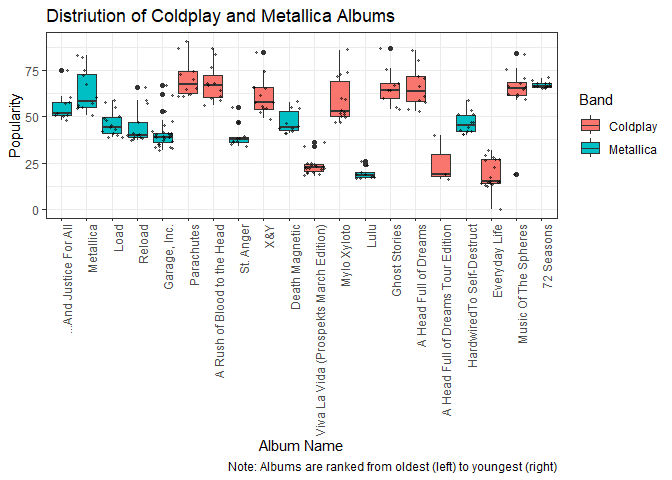 Distriution of Coldplay and Metallica Albums
Popularity
75
50
25
0
...And Justice For All
Metallica
Load
Reload
Garage, Inc.
Parachutes
A Rush of Blood to the Head
St. Anger
X&Y
Death Magnetic
Viva La Vida (Prospekts March Edition)
Mylo Xyloto
Lulu
Ghost Stories
A Head Full of Dreams
A Head Full of Dreams Tour Edition
HardwiredTo Self-Destruct
Everyday Life
Music Of The Spheres
72 Seasons
Album Name
Band
Coldplay
Metallica
Note: Albums are ranked from oldest (left) to youngest (right)